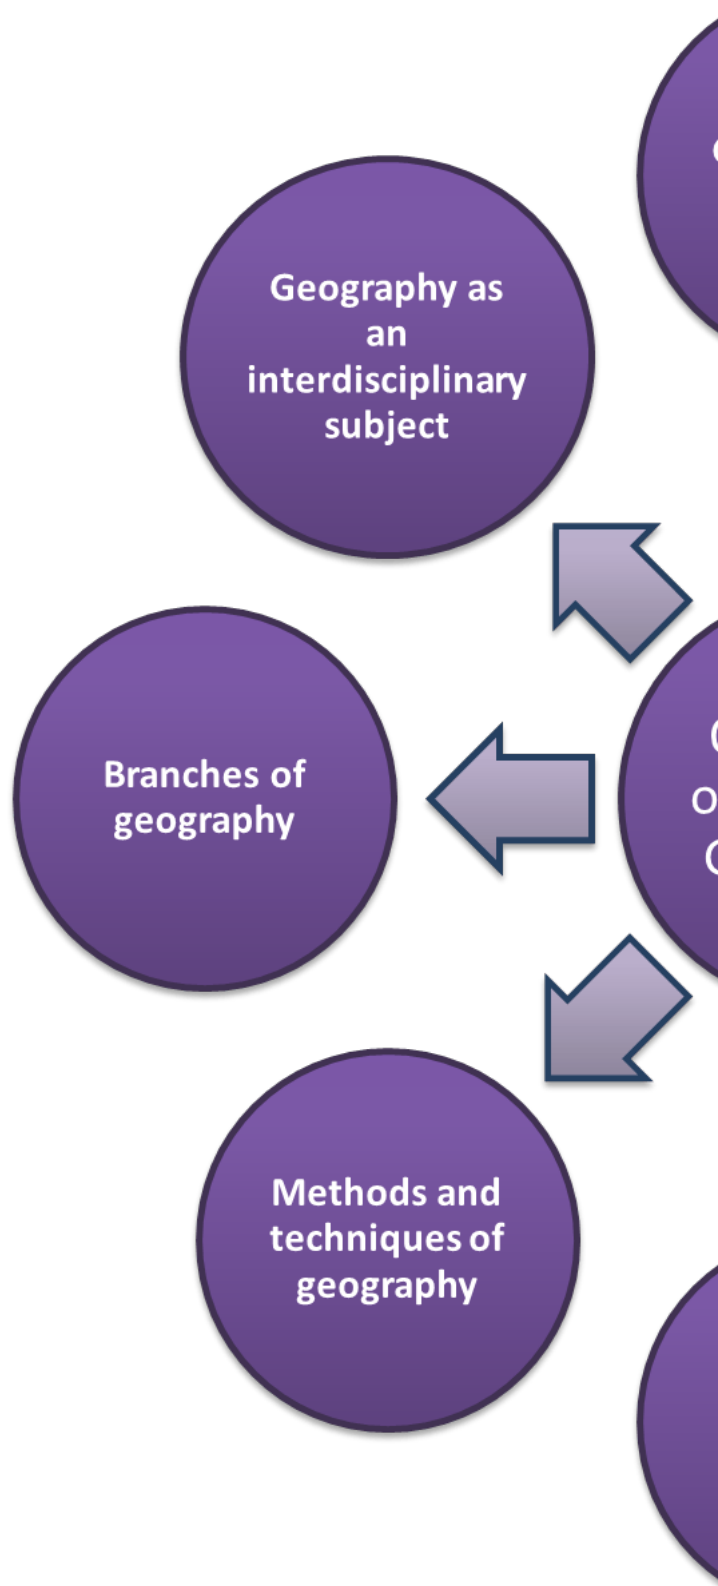 Geography as
an
interdisciplinary
subject
Branches of
geography
Methods and
techniques of
geography